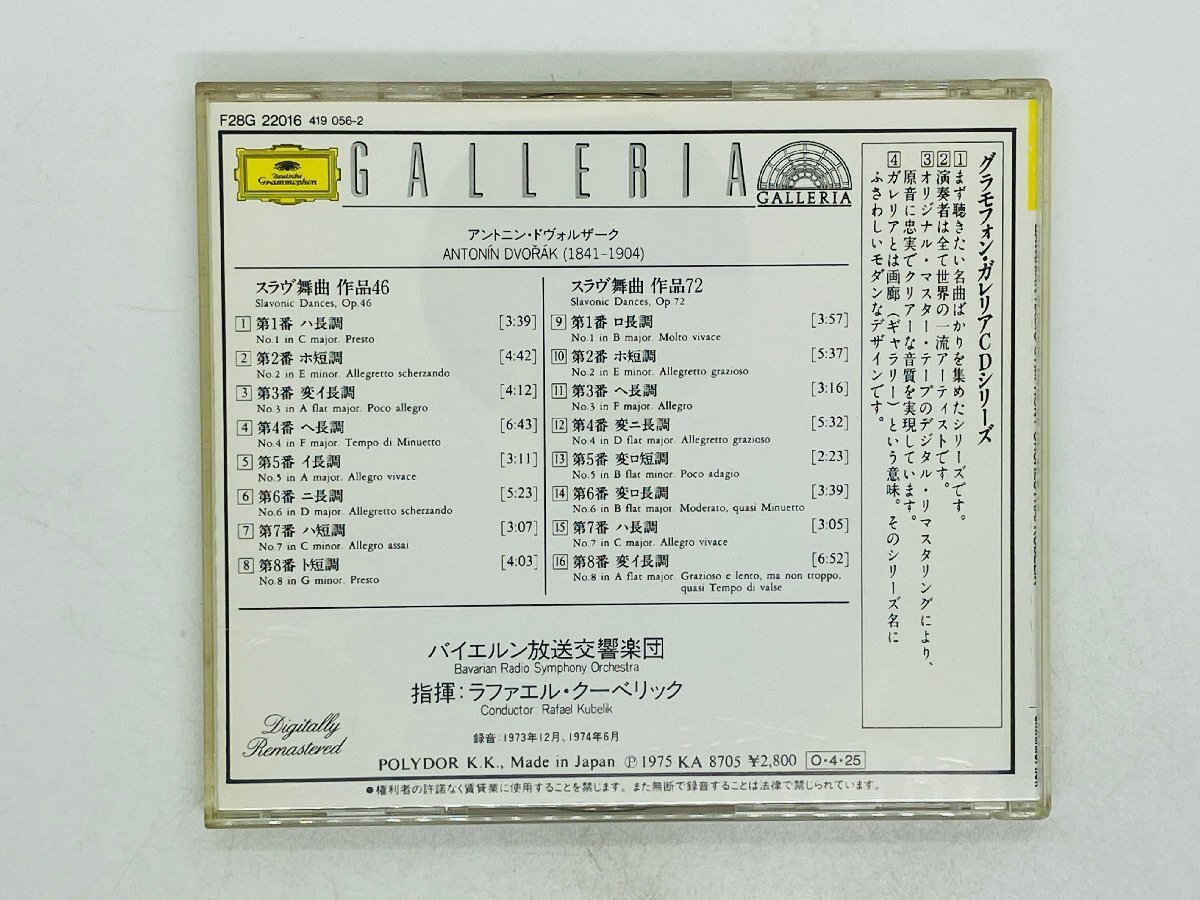 F28G 22016 419 056-2
Deutsche
Grammophon
GALLERIA
GALLERIA
アントニン・ドヴォルザーク
ANTONÍN DVOŘÁK (1841-1904)
スラヴ舞曲 作品46
Slavonic Dances, Op.46
1 第1番 ハ長調 [3:39]
No.1 in C major. Presto
2 第2番 ホ短調 [4:42]
No.2 in E minor. Allegretto scherzando
3 第3番 変イ長調 [4:12]
No.3 in A flat major. Poco allegro
4 第4番 ヘ長調 [6:43]
No.4 in F major. Tempo di Minuetto
5 第5番 イ長調 [3:11]
No.5 in A major. Allegro vivace
6 第6番 ニ長調 [5:23]
No.6 in D major. Allegretto scherzando
7 第7番 ハ短調 [3:07]
No.7 in C minor. Allegro assai
8 第8番 ト短調 [4:03]
No.8 in G minor. Presto
スラヴ舞曲 作品72
Slavonic Dances, Op.72
9 第1番 ロ長調 [3:57]
No.1 in B major. Molto vivace
10 第2番 ホ短調 [5:37]
No.2 in E minor. Allegretto grazioso
11 第3番 ヘ長調 [3:16]
No.3 in F major. Allegro
12 第4番 変ニ長調 [5:32]
No.4 in D flat major. Allegretto grazioso
13 第5番 変ロ短調 [2:23]
No.5 in B flat minor. Poco adagio
14 第6番 変ロ長調 [3:39]
No.6 in B flat major. Moderato, quasi Minuetto
15 第7番 ハ長調 [3:05]
No.7 in C major. Allegro vivace
16 第8番 変イ長調 [6:52]
No.8 in A flat major. Grazioso e lento, ma non troppo,
quasi Tempo di valse
バイエルン放送交響楽団
Bavarian Radio Symphony Orchestra
指揮:ラファエル・クーベリック
Conductor: Rafael Kubelik
録音:1973年12月、1974年6月
Digitally
Remastered
POLYDOR K.K., Made in Japan ℗1975 KA 8705 ¥2,800 O・4・25
●権利者の許諾なく賃貸業に使用することを禁じます。また無断で録音することは法律で禁じられています。
グラモフォン・ガレリアCDシリーズ
1 まず聴きたい名曲ばかりを集めたシリーズです。
2 演奏者は全て世界の一流アーティストです。
3 オリジナル・マスター・テープのデジタル・リマスタリングにより、
原音に忠実でクリアーな音質を実現しています。
4 ガレリアとは画廊(ギャラリー)という意味。そのシリーズ名に
ふさわしいモダンなデザインです。